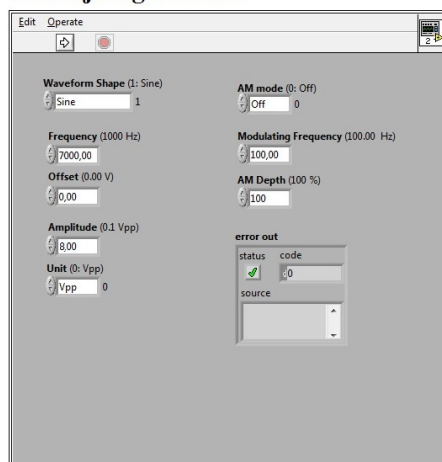 Edit Operate
2
Waveform Shape (1: Sine)
Sine 1
AM mode (0: Off)
Off 0
Frequency (1000 Hz)
7000,00
Modulating Frequency (100.00 Hz)
100,00
Offset (0.00 V)
0,00
AM Depth (100 %)
100
Amplitude (0.1 Vpp)
8,00
Unit (0: Vpp)
Vpp 0
error out
status code
0
source